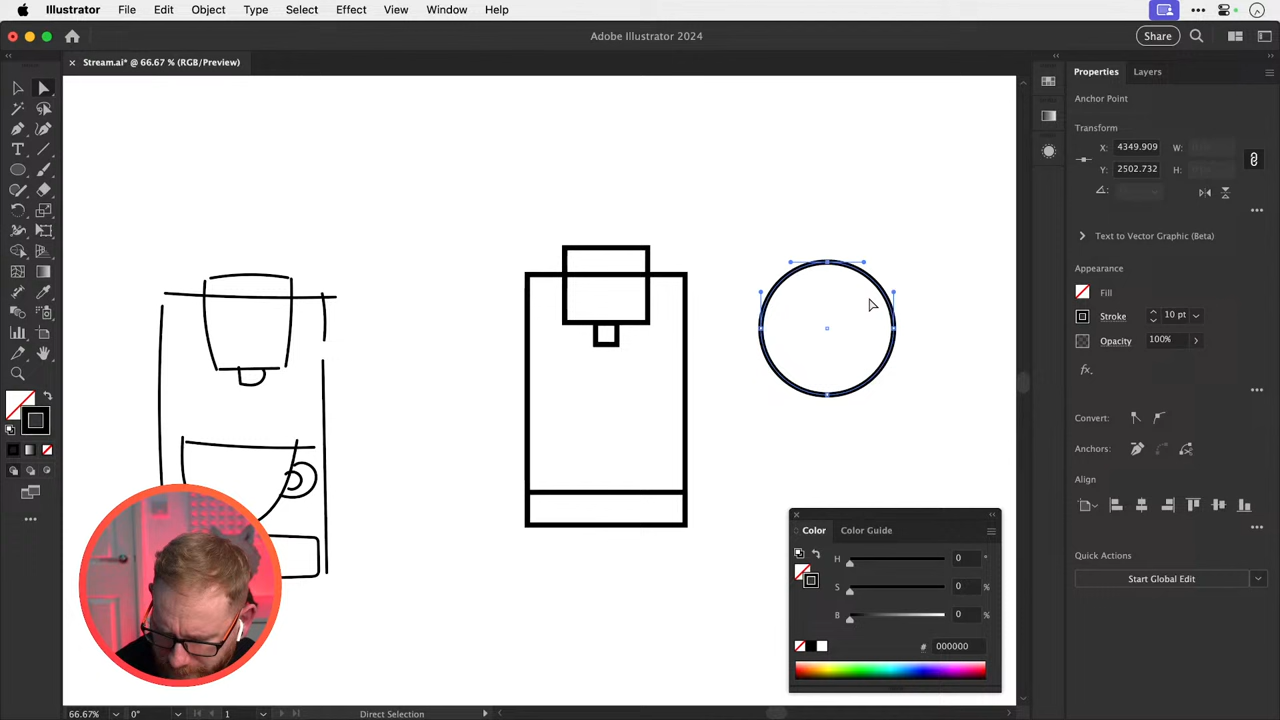 Illustrator File Edit Object Type Select Effect View Window Help
Adobe Illustrator 2024
Share
Stream.ai* @ 66.67 % (RGB/Preview)
Properties Layers
Anchor Point
Transform
X: 4349.909 W:
Y: 2502.732 H:
Text to Vector Graphic (Beta)
Appearance
Fill
Stroke 10 pt
Opacity 100%
fx.
Convert:
Anchors:
Align
Quick Actions
Start Global Edit
Color Color Guide
H 0 °
S 0 %
B 0 %
# 000000
66.67% 0° 1 Direct Selection